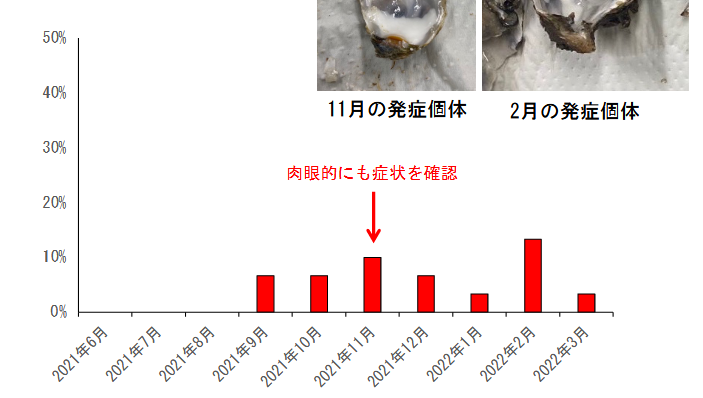 50%
40%
30%
20%
10%
0%
11月の発症個体
2月の発症個体
肉眼的にも症状を確認
2021年6月
2021年7月
2021年8月
2021年9月
2021年10月
2021年11月
2021年12月
2022年1月
2022年2月
2022年3月